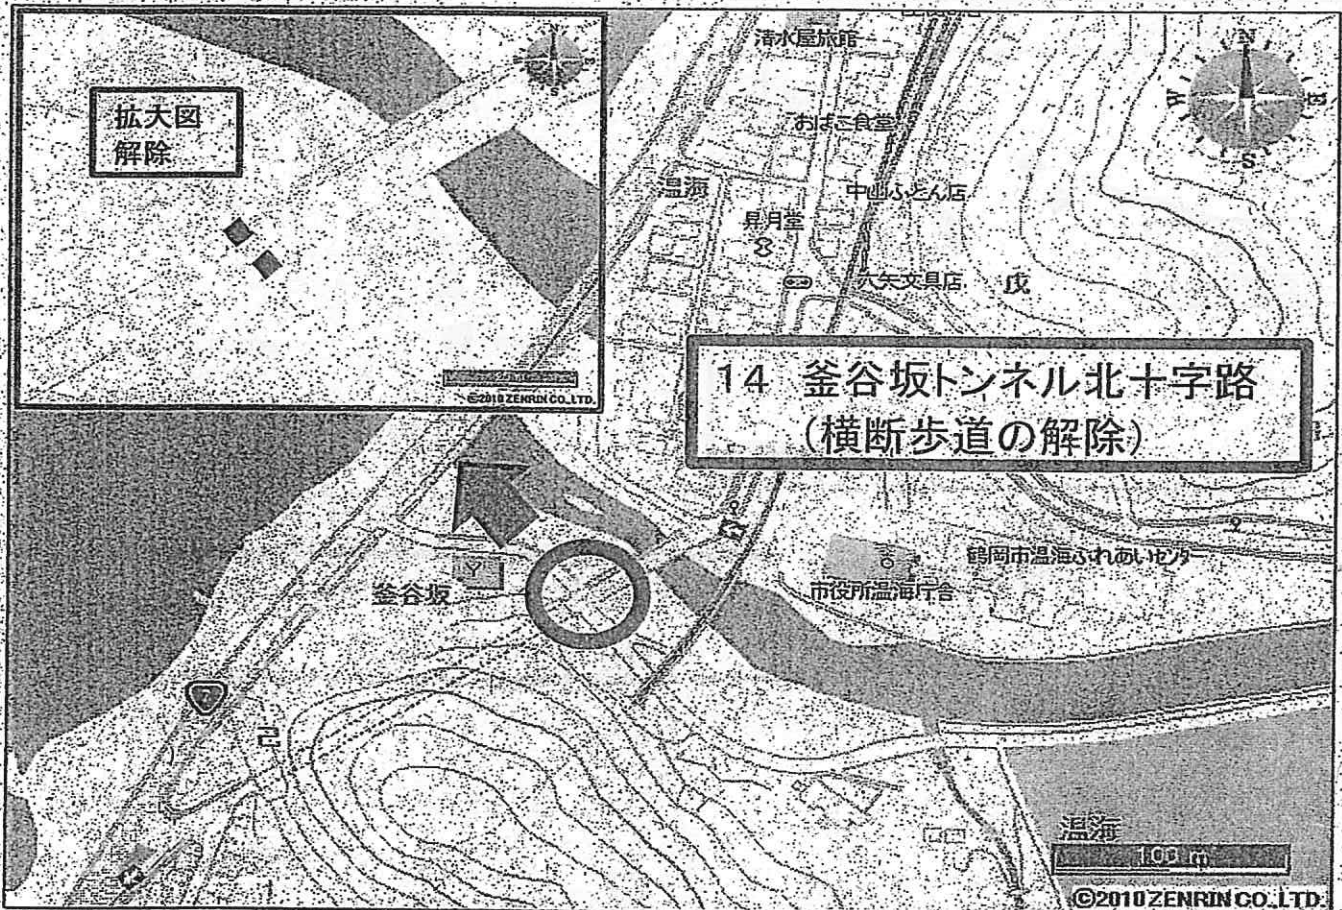 拡大図
解除
©2010 ZENRIN CO.,LTD.
清水屋旅館
おばこ食堂
温海
中山ふとん店
昇月堂
六矢文具店
戊
14 釜谷坂トンネル北十字路
(横断歩道の解除)
釜谷坂
鶴岡市温海ふれあいセンター
市役所温海庁舎
7
己
温海
100 m
©2010 ZENRIN CO.,LTD.
N
W
E
S